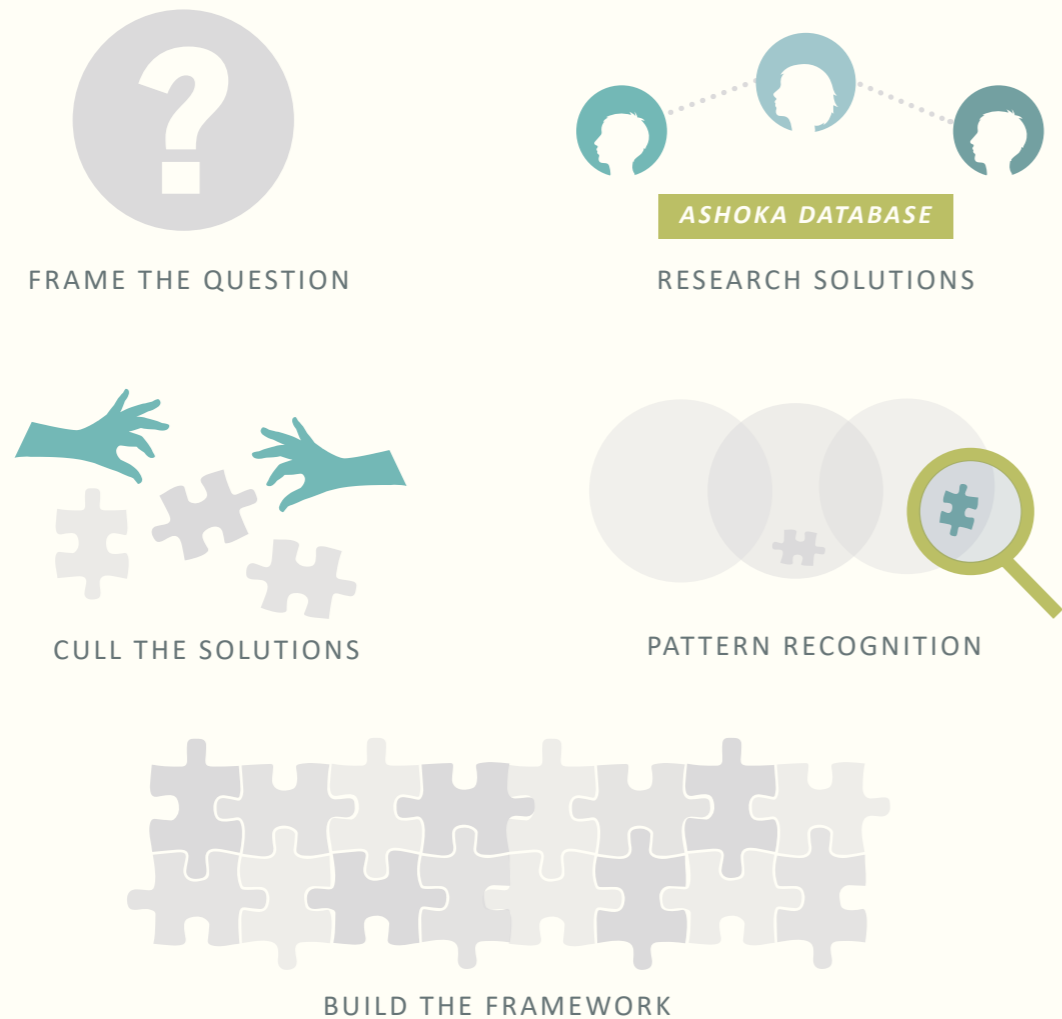 ?
FRAME THE QUESTION
ASHOKA DATABASE
RESEARCH SOLUTIONS
CULL THE SOLUTIONS
PATTERN RECOGNITION
BUILD THE FRAMEWORK